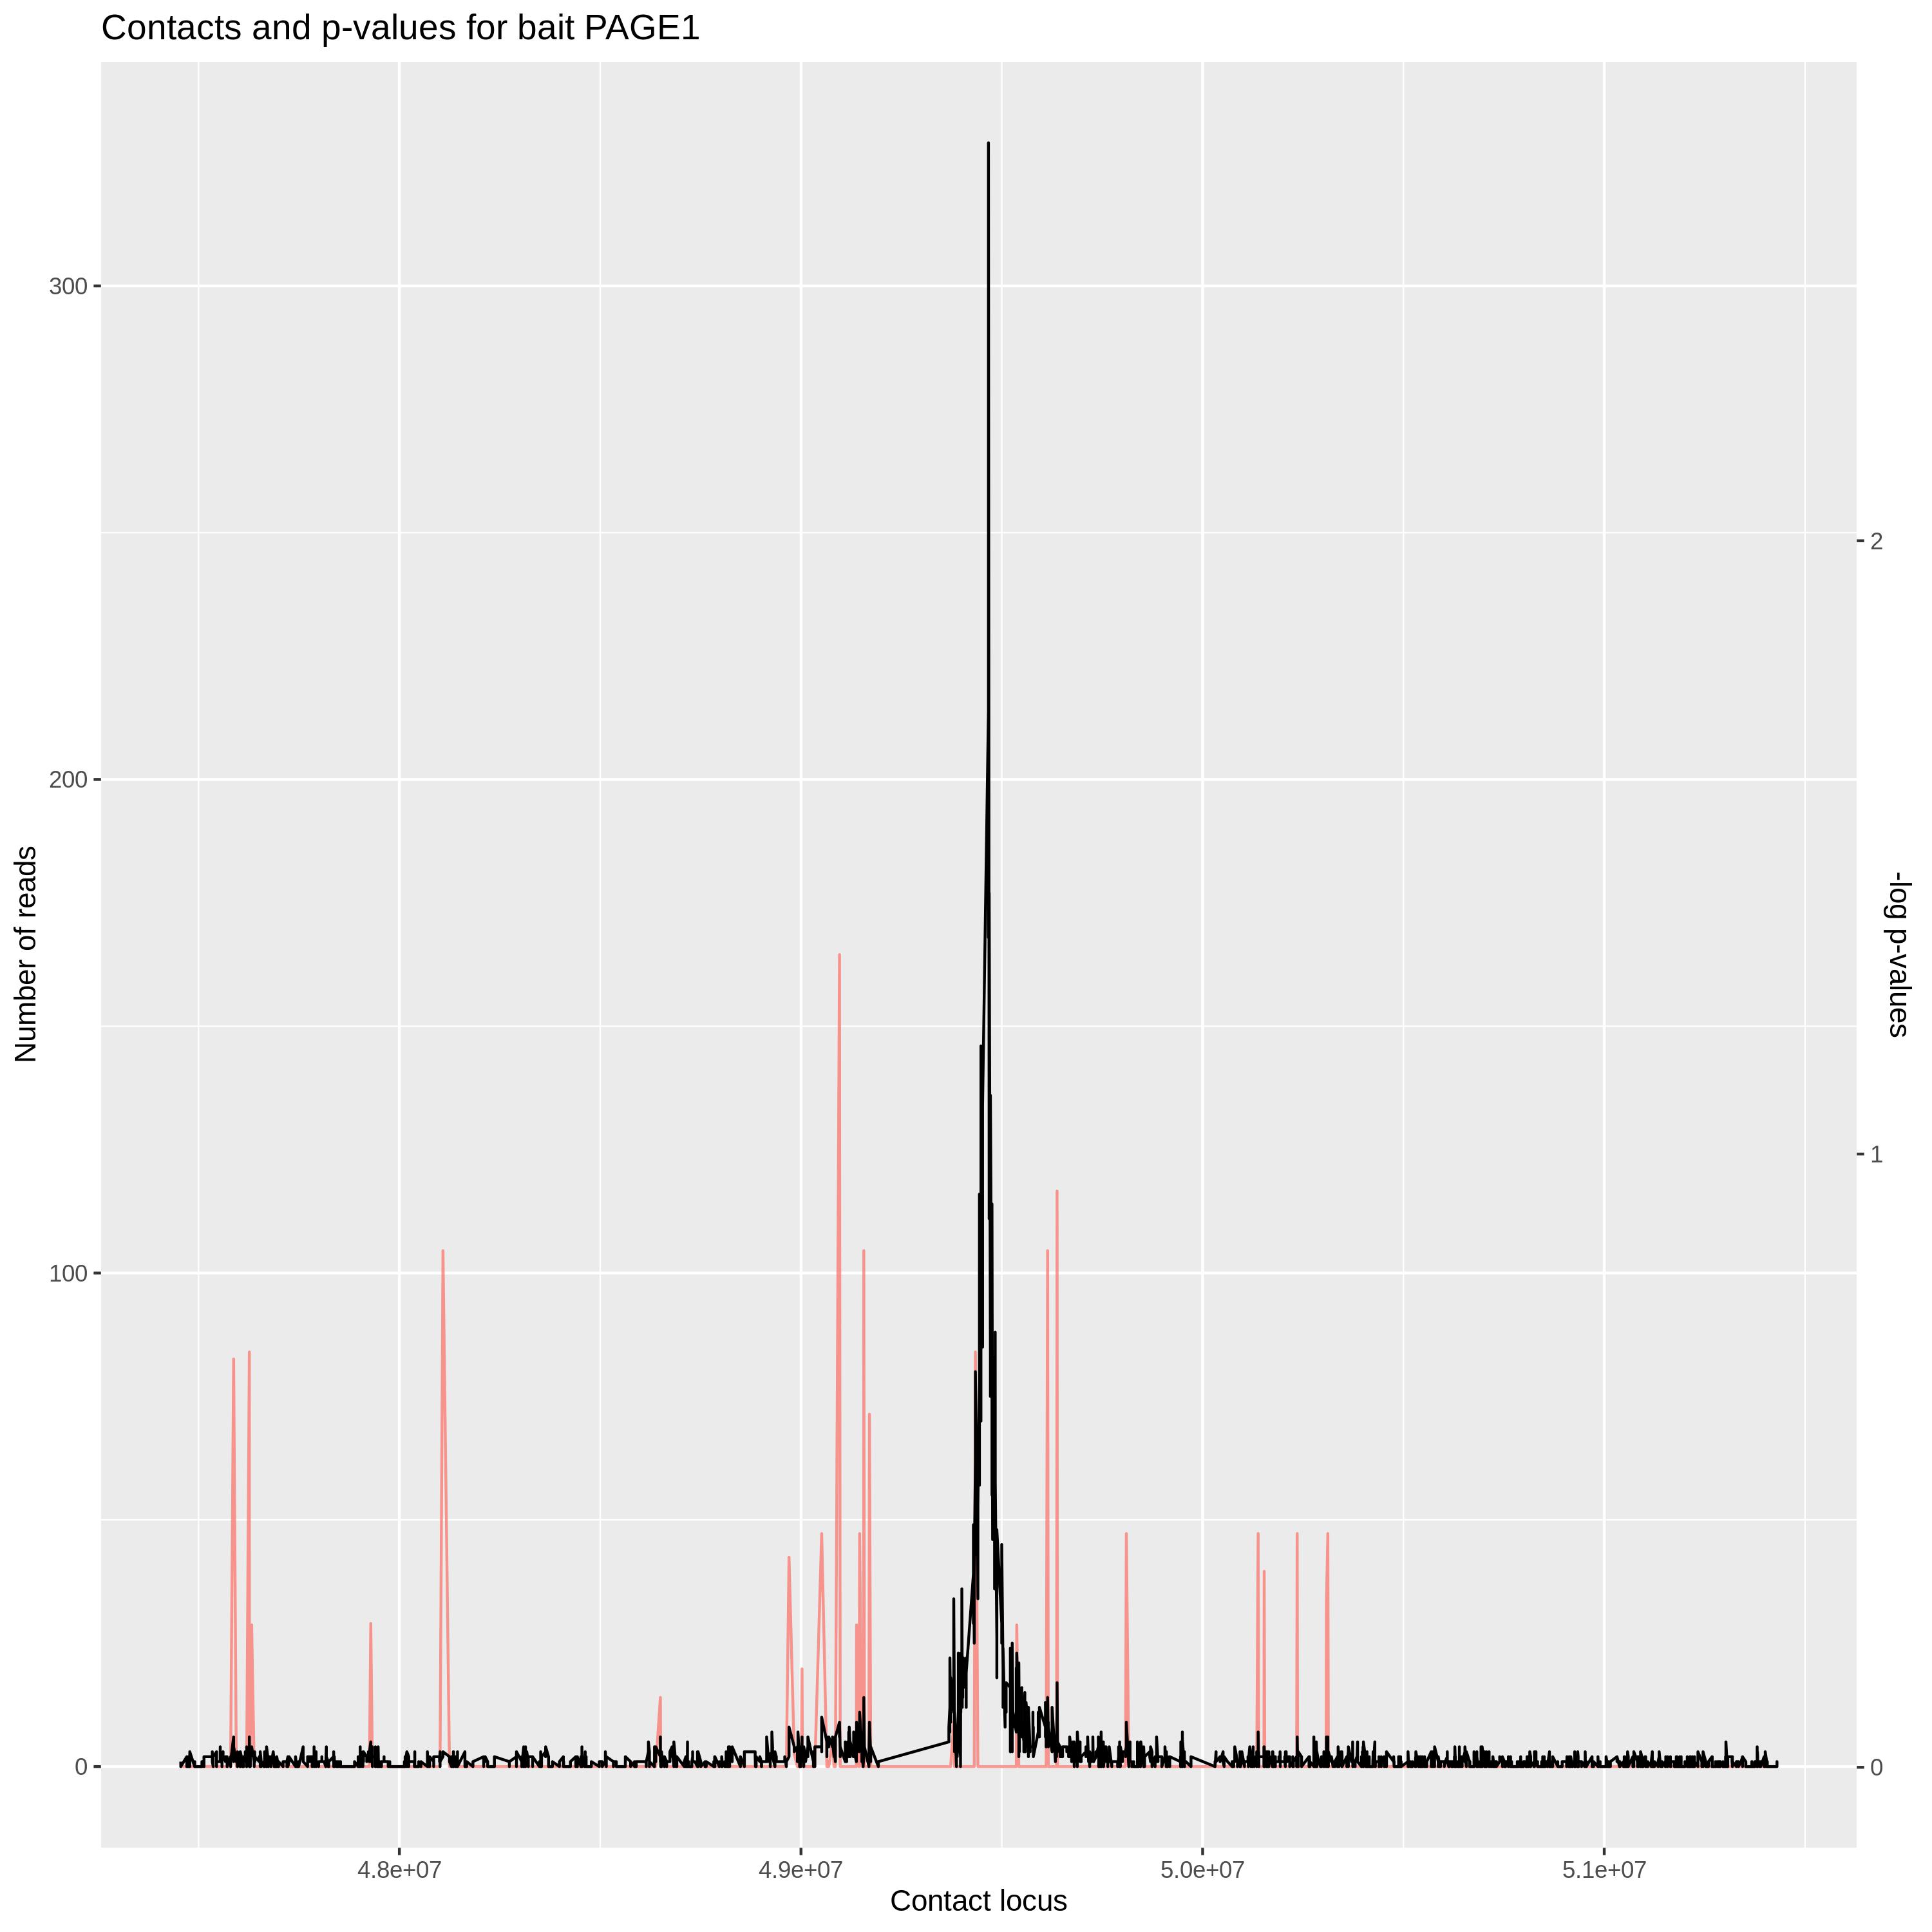 Contacts and p-values for bait PAGE1
300
200
100
0
Number of reads
2
1
0
-log p-values
4.8e+07
4.9e+07
5.0e+07
5.1e+07
Contact locus